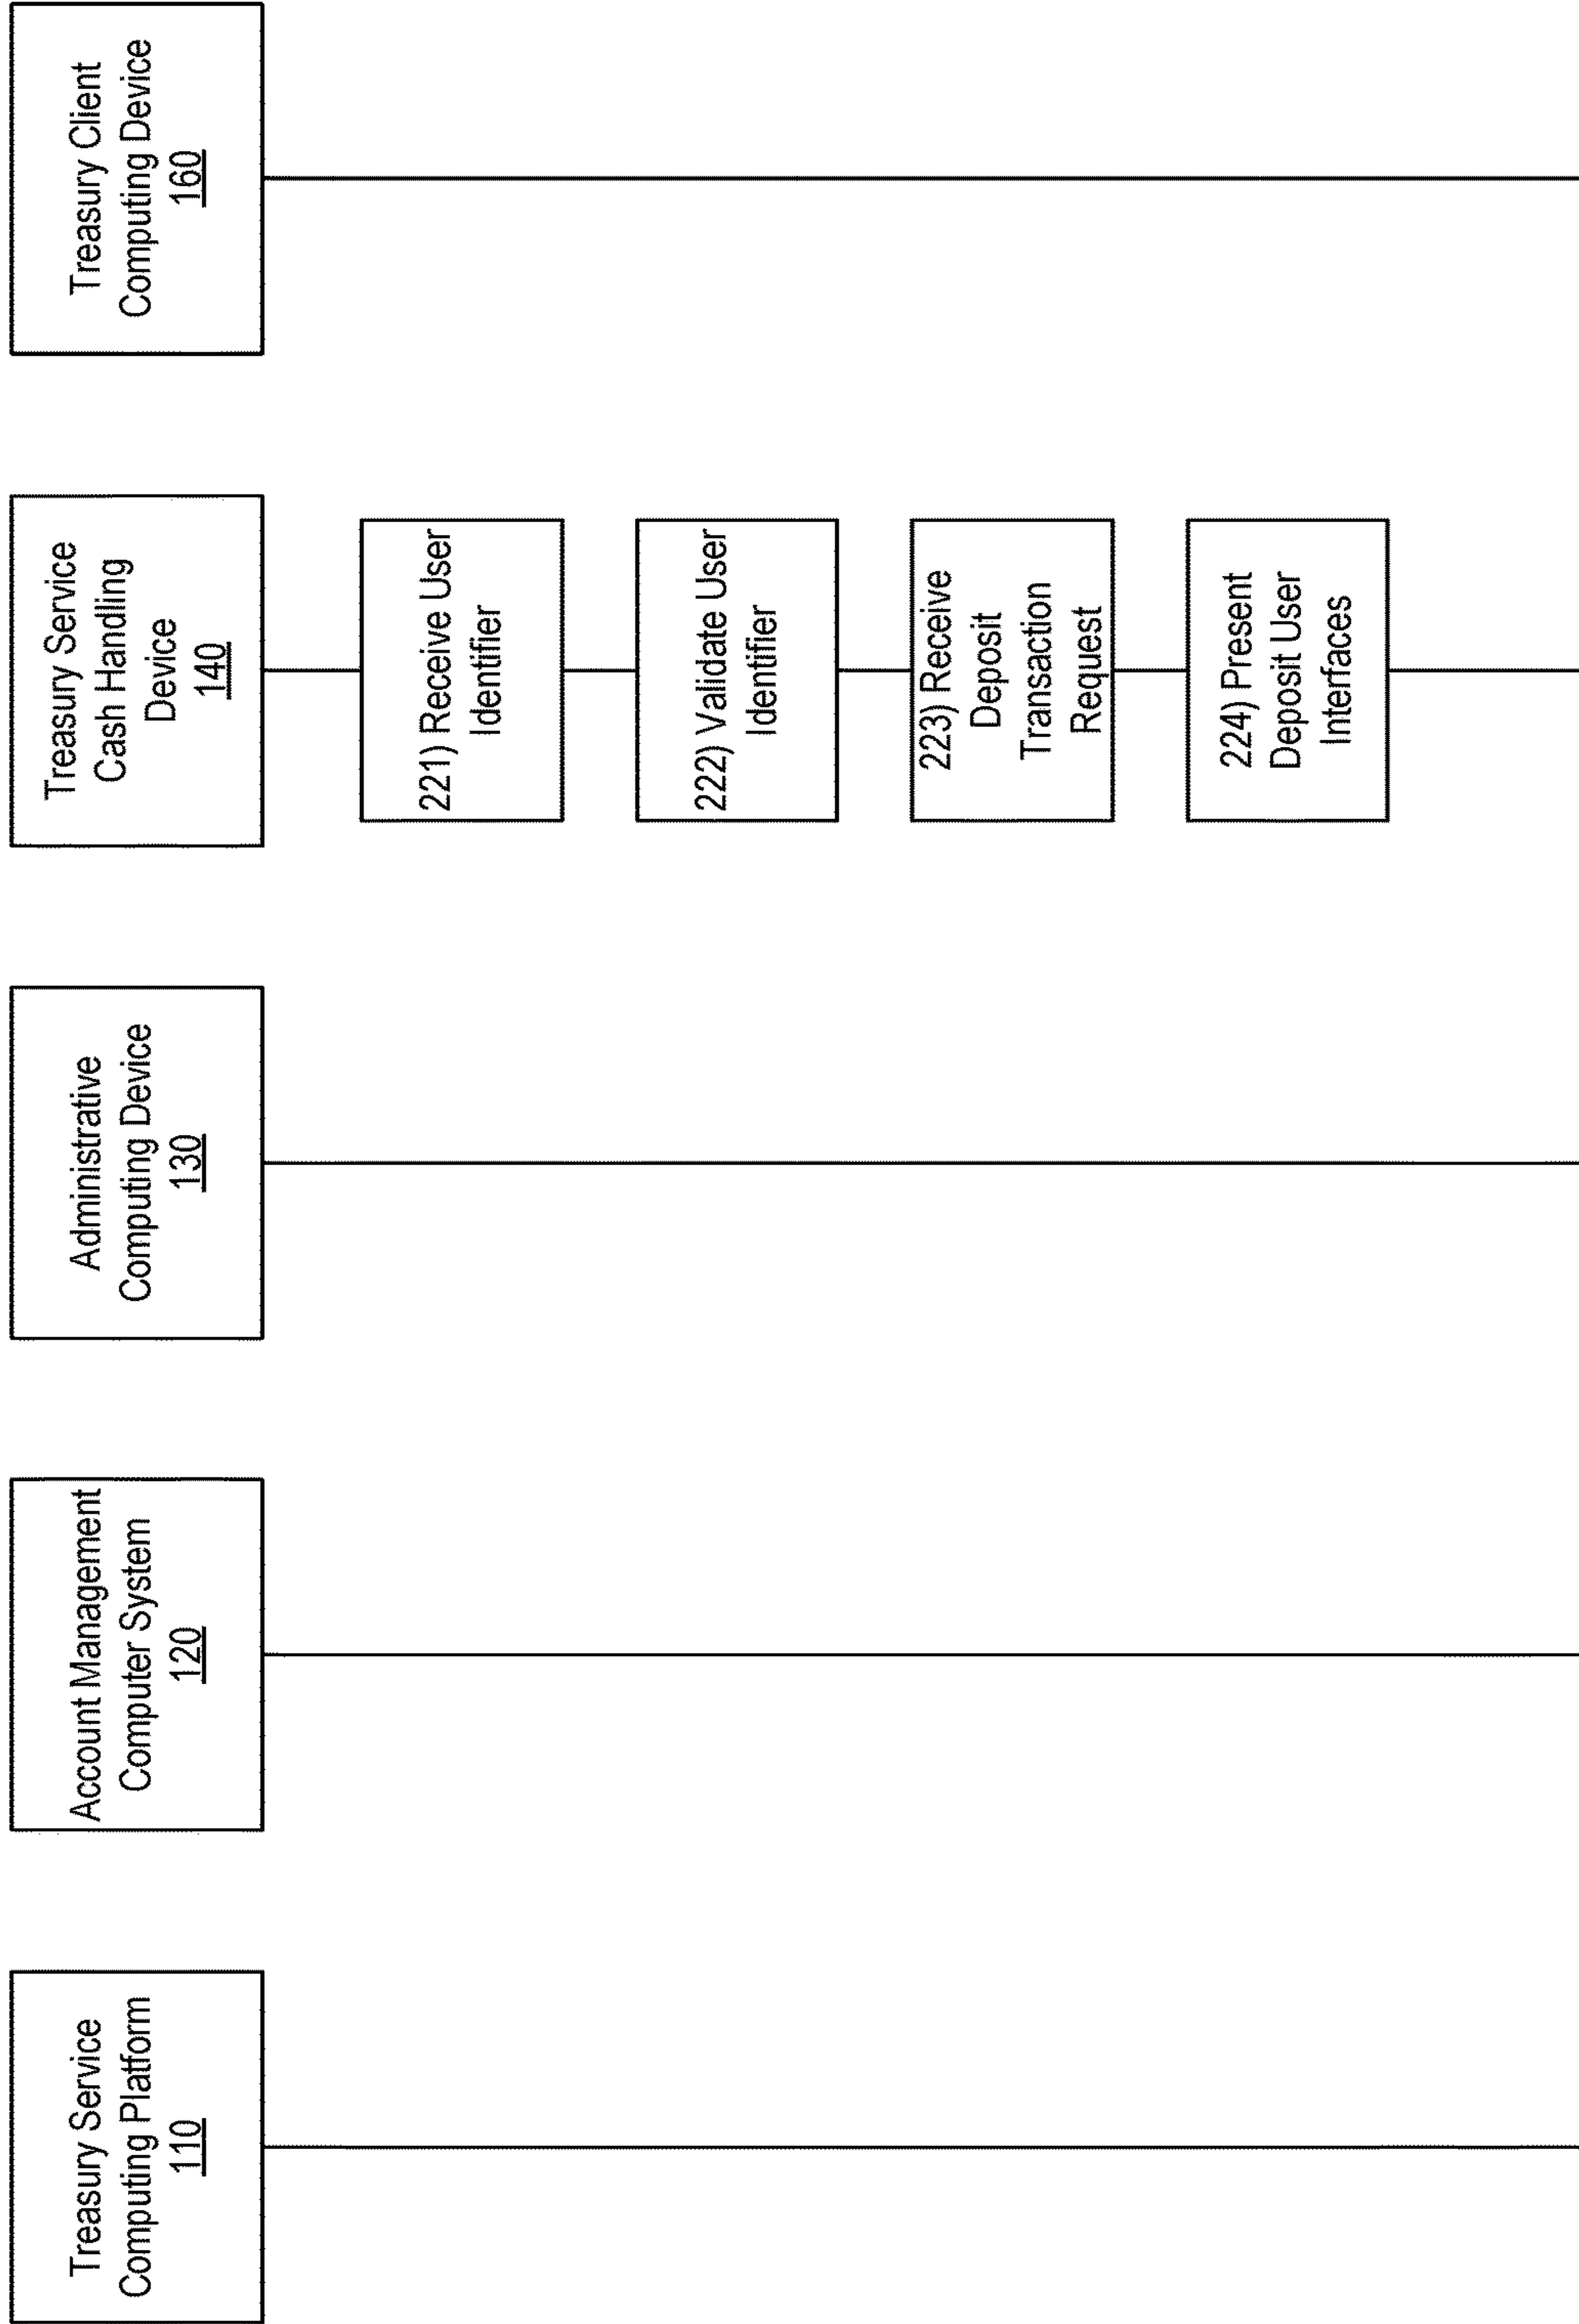 Treasury Service
Computing Platform
110
Account Management
Computer System
120
Administrative
Computing Device
130
Treasury Service
Cash Handling
Device
140
Treasury Client
Computing Device
160
221) Receive User
Identifier
222) Validate User
Identifier
223) Receive
Deposit
Transaction
Request
224) Present
Deposit User
Interfaces